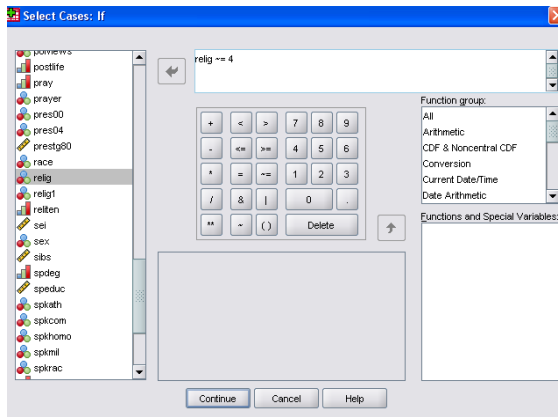 Select Cases: If
polviews
postlife
pray
prayer
pres00
pres04
prestg80
race
relig
relig1
reliten
sei
sex
sibs
spdeg
speduc
spkath
spkcom
spkhomo
spkmil
spkrac
relig ~= 4
+ < > 7 8 9
- <= >= 4 5 6
* = ~= 1 2 3
/ & | 0 .
** ~ ( ) Delete
Function group:
All
Arithmetic
CDF & Noncentral CDF
Conversion
Current Date/Time
Date Arithmetic
Functions and Special Variables:
Continue Cancel Help